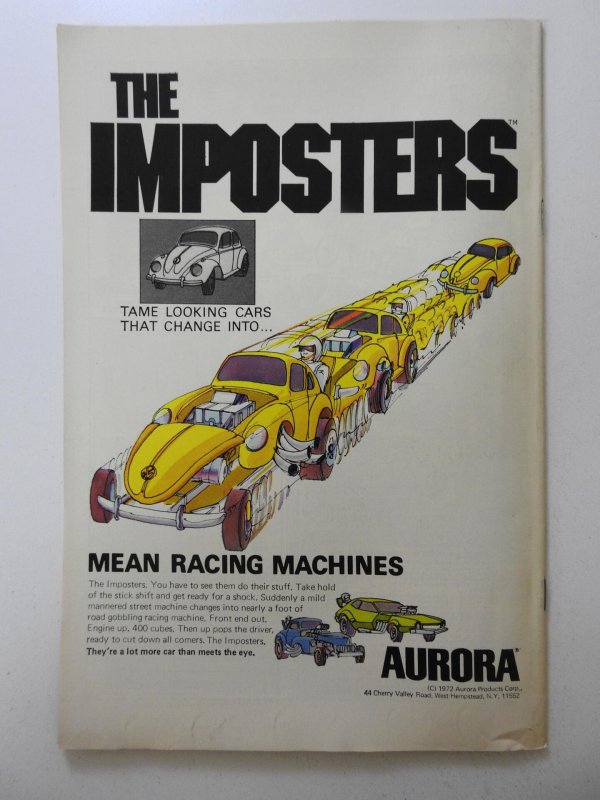 THE
IMPOSTERS™
TAME LOOKING CARS
THAT CHANGE INTO...
MEAN RACING MACHINES
The Imposters. You have to see them do their stuff. Take hold
of the stick shift and get ready for a shock. Suddenly a mild
mannered street machine changes into nearly a foot of
road gobbling racing machine. Front end out.
Engine up. 400 cubes. Then up pops the driver,
ready to cut down all comers. The Imposters.
They're a lot more car than meets the eye.
AURORA®
(C) 1972 Aurora Products Corp.,
44 Cherry Valley Road, West Hempstead, N.Y. 11552